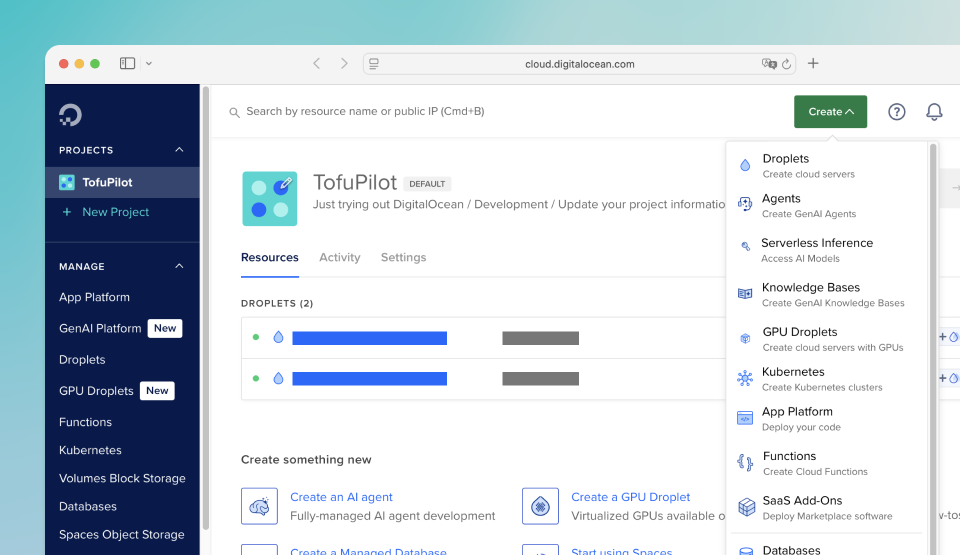 cloud.digitalocean.com
Search by resource name or public IP (Cmd+B)
Create
PROJECTS
TofuPilot
+ New Project
MANAGE
App Platform
GenAI Platform New
Droplets
GPU Droplets New
Functions
Kubernetes
Volumes Block Storage
Databases
Spaces Object Storage
TofuPilot DEFAULT
Just trying out DigitalOcean / Development / Update your project informatio
Resources Activity Settings
DROPLETS (2)
Create something new
Create an AI agent
Fully-managed AI agent development
Create a GPU Droplet
Virtualized GPUs available o
Create a Managed Database
Start using Spaces
Droplets
Create cloud servers
Agents
Create GenAI Agents
Serverless Inference
Access AI Models
Knowledge Bases
Create GenAI Knowledge Bases
GPU Droplets
Create cloud servers with GPUs
Kubernetes
Create Kubernetes clusters
App Platform
Deploy your code
Functions
Create Cloud Functions
SaaS Add-Ons
Deploy Marketplace software
Databases